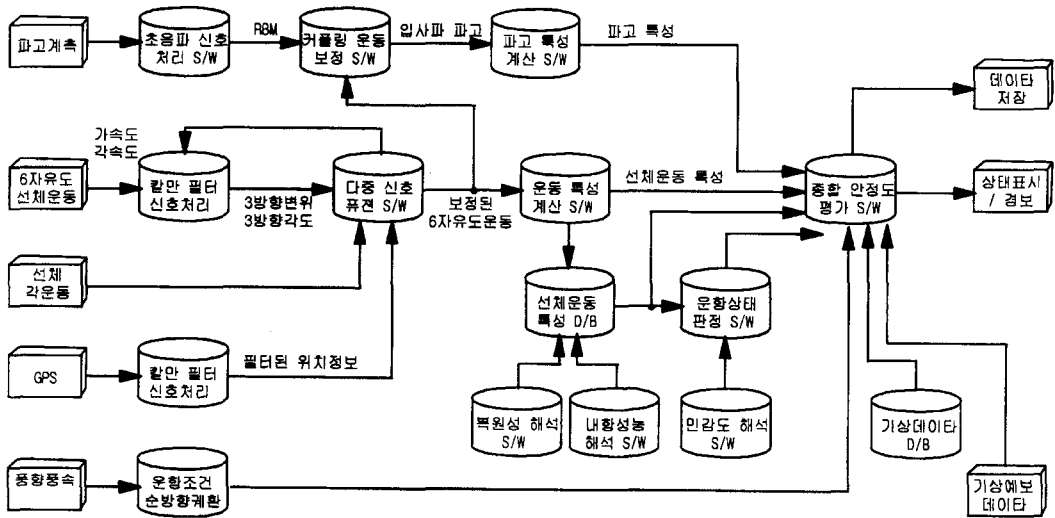 파고계측
초음파 신호
처리 S/W
RBM
커플링 운동
보정 S/W
입사파 파고
파고 특성
계산 S/W
파고 특성
데이타
저장
가속도
각속도
6자유도
선체운동
칼만 필터
신호처리
3방향변위
3방향각도
다중 신호
퓨젼 S/W
보정된
6자유도운동
운동 특성
계산 S/W
선체운동 특성
종합 안정도
평가 S/W
상태표시
/ 경보
선체
각운동
선체운동
특성 D/B
운항상태
판정 S/W
GPS
칼만 필터
신호처리
필터된 위치정보
복원성 해석
S/W
내항성능
해석 S/W
민감도 해석
S/W
기상데이타
D/B
풍향풍속
운항조건
순방향궤환
기상예보
데이타